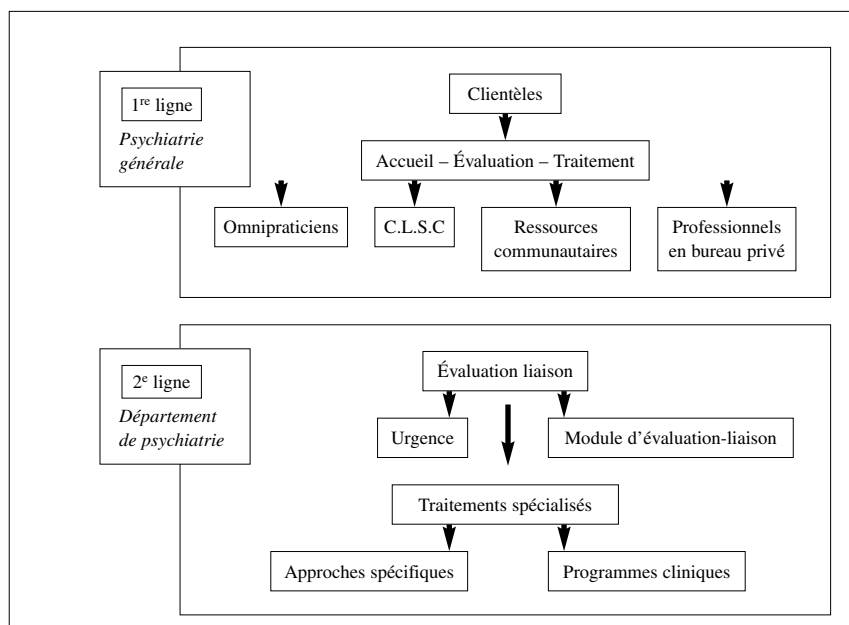 1re ligne
Psychiatrie
générale
Clientèles
Accueil – Évaluation – Traitement
Omnipraticiens
C.L.S.C
Ressources
communautaires
Professionnels
en bureau privé
2e ligne
Département
de psychiatrie
Évaluation liaison
Urgence
Module d’évaluation-liaison
Traitements spécialisés
Approches spécifiques
Programmes cliniques